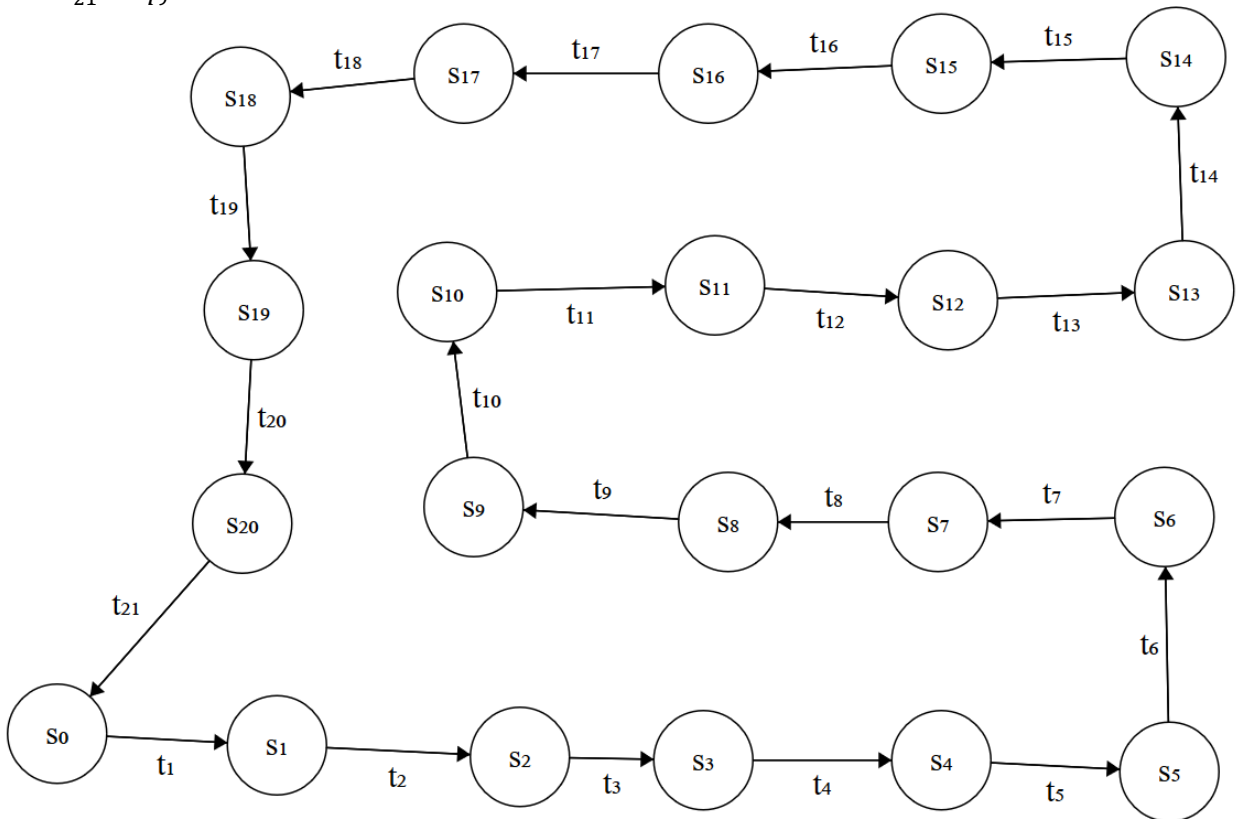 t18 t17 t16 t15
S18 S17 S16 S15 S14
t19 t14
S19 S10 S11 S12 S13
t11 t12 t13
t20 t10
S20 S9 t9 S8 t8 S7 t7 S6
t21 t6
S0 S1 S2 S3 S4 S5
t1 t2 t3 t4 t5